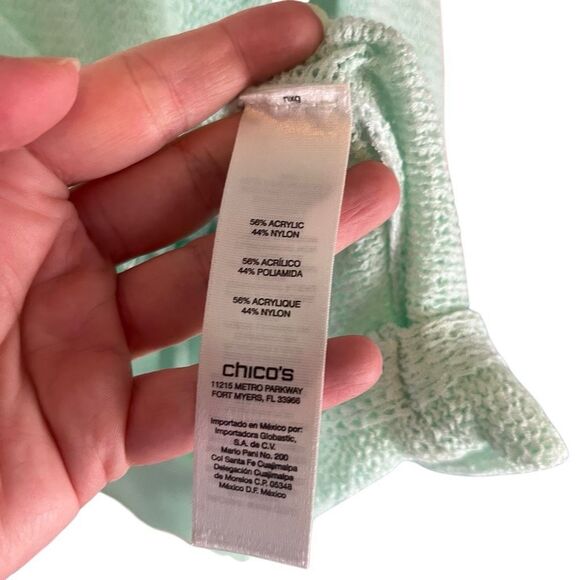 56% ACRYLIC
44% NYLON
56% ACRÍLICO
44% POLIAMIDA
56% ACRYLIQUE
44% NYLON
chico's
11215 METRO PARKWAY
FORT MYERS, FL 33966
Importado en México por:
Importadora Globastic,
S.A. de C.V.
Mario Pani No. 200
Col Santa Fe Cuajimalpa
Delegación Cuajimalpa
de Morelos C.P. 05348
México D.F. México